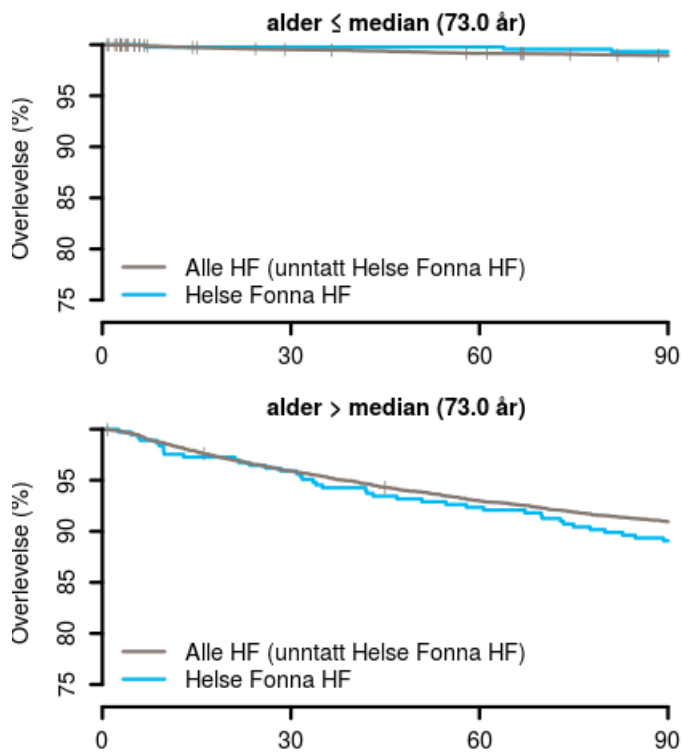 alder ≤ median (73.0 år)
Overlevelse (%)
95
90
85
80
75
Alle HF (unntatt Helse Fonna HF)
Helse Fonna HF
0 30 60 90
alder > median (73.0 år)
Overlevelse (%)
95
90
85
80
75
Alle HF (unntatt Helse Fonna HF)
Helse Fonna HF
0 30 60 90